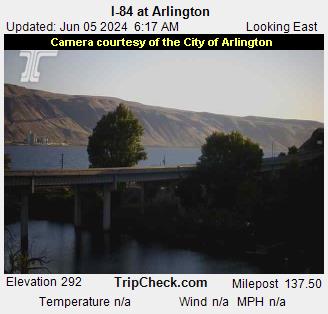 I-84 at Arlington
Updated: Jun 05 2024 6:17 AM Looking East
Camera courtesy of the City of Arlington
Elevation 292 TripCheck.com Milepost 137.50
Temperature n/a Wind n/a MPH n/a